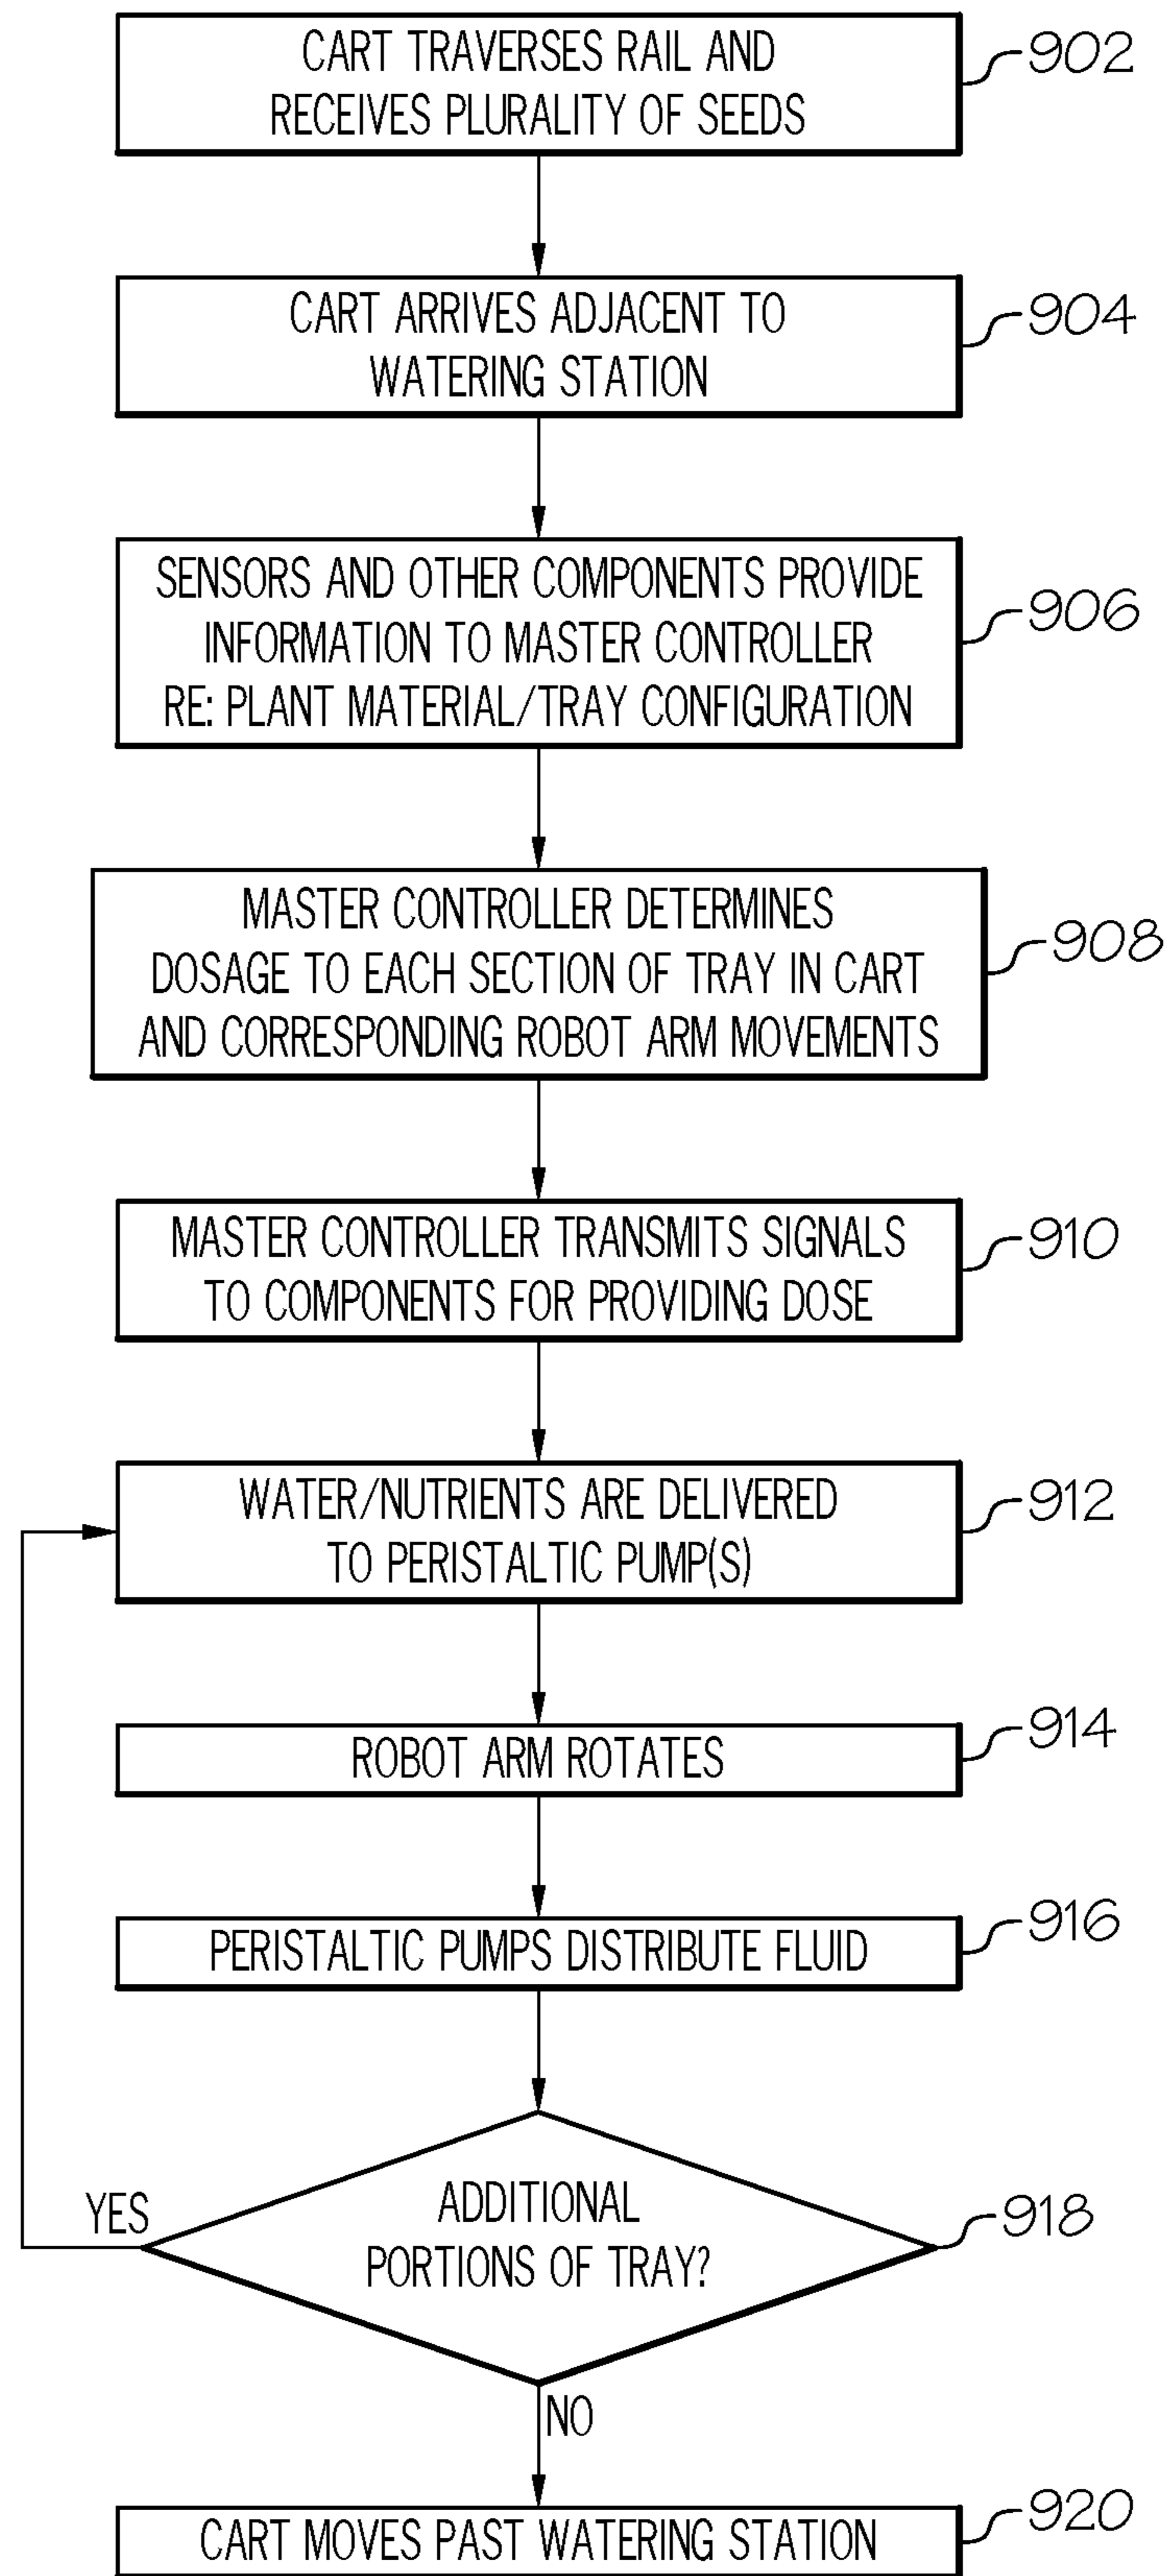 CART TRAVERSES RAIL AND
RECEIVES PLURALITY OF SEEDS
902
CART ARRIVES ADJACENT TO
WATERING STATION
904
SENSORS AND OTHER COMPONENTS PROVIDE
INFORMATION TO MASTER CONTROLLER
RE: PLANT MATERIAL/TRAY CONFIGURATION
906
MASTER CONTROLLER DETERMINES
DOSAGE TO EACH SECTION OF TRAY IN CART
AND CORRESPONDING ROBOT ARM MOVEMENTS
908
MASTER CONTROLLER TRANSMITS SIGNALS
TO COMPONENTS FOR PROVIDING DOSE
910
WATER/NUTRIENTS ARE DELIVERED
TO PERISTALTIC PUMP(S)
912
ROBOT ARM ROTATES
914
PERISTALTIC PUMPS DISTRIBUTE FLUID
916
YES
ADDITIONAL
PORTIONS OF TRAY?
918
NO
CART MOVES PAST WATERING STATION
920